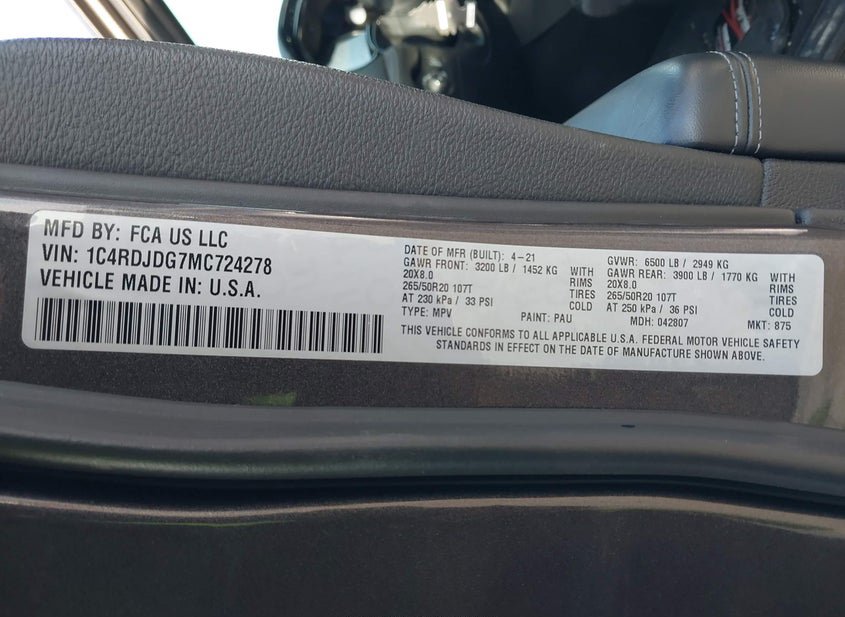 MFD BY: FCA US LLC
VIN: 1C4RDJDG7MC724278
VEHICLE MADE IN: U.S.A.
DATE OF MFR (BUILT): 4-21 GVWR: 6500 LB / 2949 KG
GAWR FRONT: 3200 LB / 1452 KG WITH GAWR REAR: 3900 LB / 1770 KG WITH
20X8.0 RIMS 20X8.0 RIMS
265/50R20 107T TIRES 265/50R20 107T TIRES
AT 230 kPa / 33 PSI COLD AT 250 kPa / 36 PSI COLD
TYPE: MPV PAINT: PAU MDH: 042807 MKT: 875
THIS VEHICLE CONFORMS TO ALL APPLICABLE U.S.A. FEDERAL MOTOR VEHICLE SAFETY
STANDARDS IN EFFECT ON THE DATE OF MANUFACTURE SHOWN ABOVE.